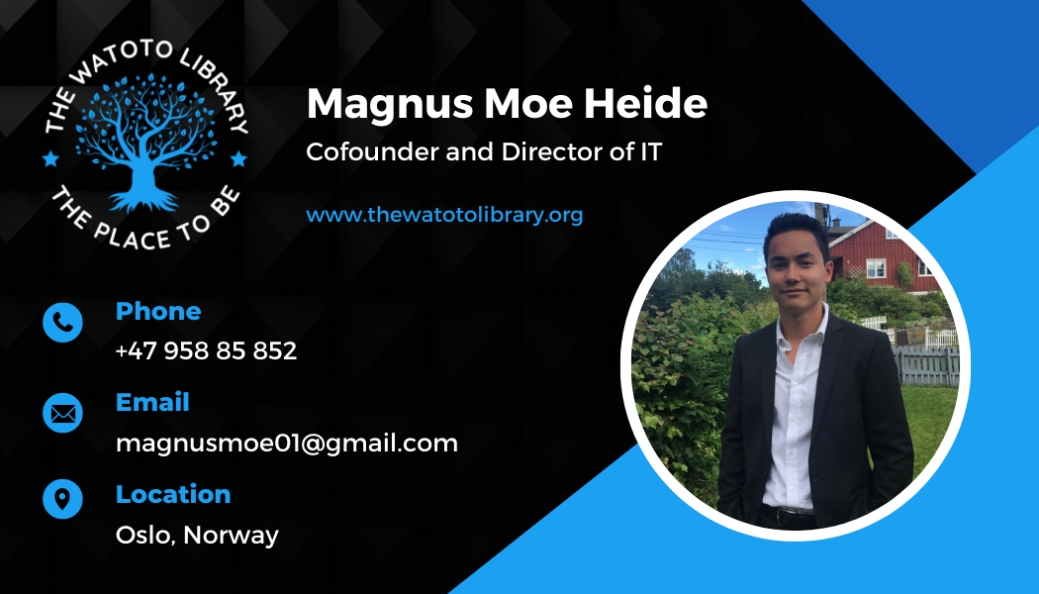 THE WATOTO LIBRARY
THE PLACE TO BE
Magnus Moe Heide
Cofounder and Director of IT
www.thewatotolibrary.org
Phone
+47 958 85 852
Email
magnusmoe01@gmail.com
Location
Oslo, Norway